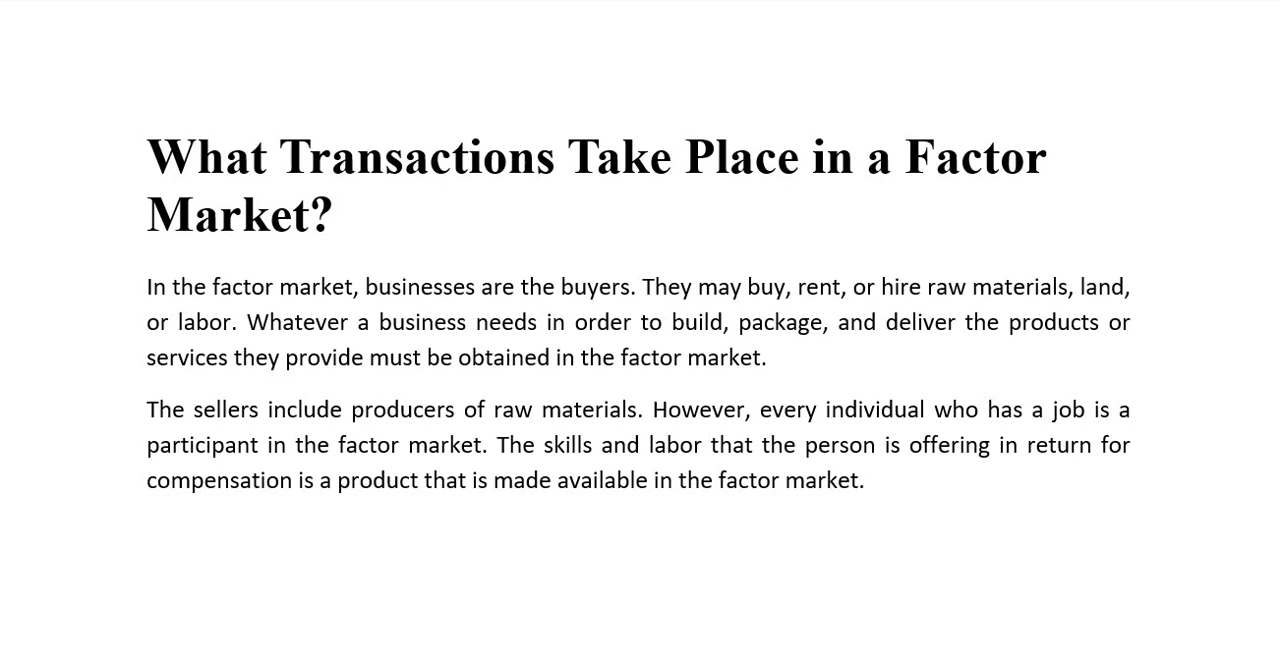 What Transactions Take Place in a Factor
Market?
In the factor market, businesses are the buyers. They may buy, rent, or hire raw materials, land,
or labor. Whatever a business needs in order to build, package, and deliver the products or
services they provide must be obtained in the factor market.
The sellers include producers of raw materials. However, every individual who has a job is a
participant in the factor market. The skills and labor that the person is offering in return for
compensation is a product that is made available in the factor market.